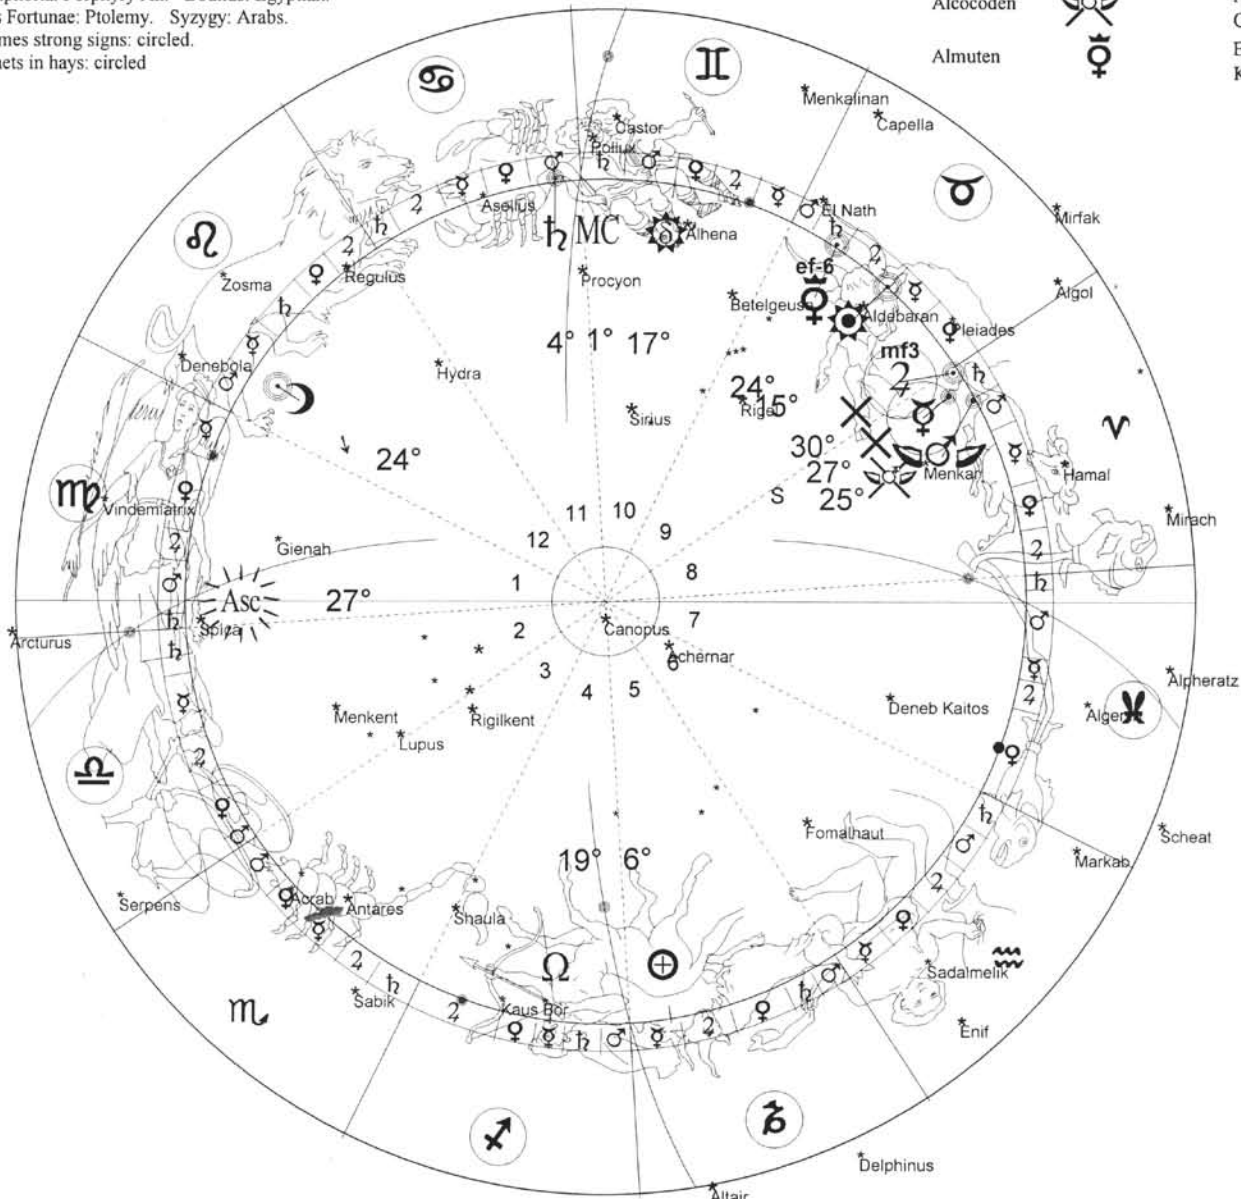 s Fortunae: Ptolemy. Syzygy: Arabs.
mes strong signs: circled.
nets in hays: circled
Alcocoden
Almuten
♋
♊
Menkalinan
Capella
Castor
Pollux
♉
El Nath
Mirfak
Asellus
♄ MC
Alhena
♌
Regulus
Zosma
Procyon
ef-6
Betelgeuse
Aldebaran
Algol
Pleiades
4° 1° 17°
mf3
Denebola
Hydra
24°
Rigel
15°
Sirius
♈
30°
24°
27°
Menkar
Hamal
S
25°
♍
Vindemiatrix
11 10
Mirach
12
9
Gienah
1
8
Asc
27°
Spica
Canopus
7
Arcturus
2
Achernar
6
3
4 5
Alpheratz
Deneb Kaitos
♓
Menkent
Rigilkent
Lupus
♎
Fomalhaut
Scheat
Markab
19° 6°
Serpens
Acrab
Antares
Shaula
☊
⊕
Sadalmelik
♒
Sabik
Kaus Bor
♏
Enif
♐
♑
Delphinus
Altair